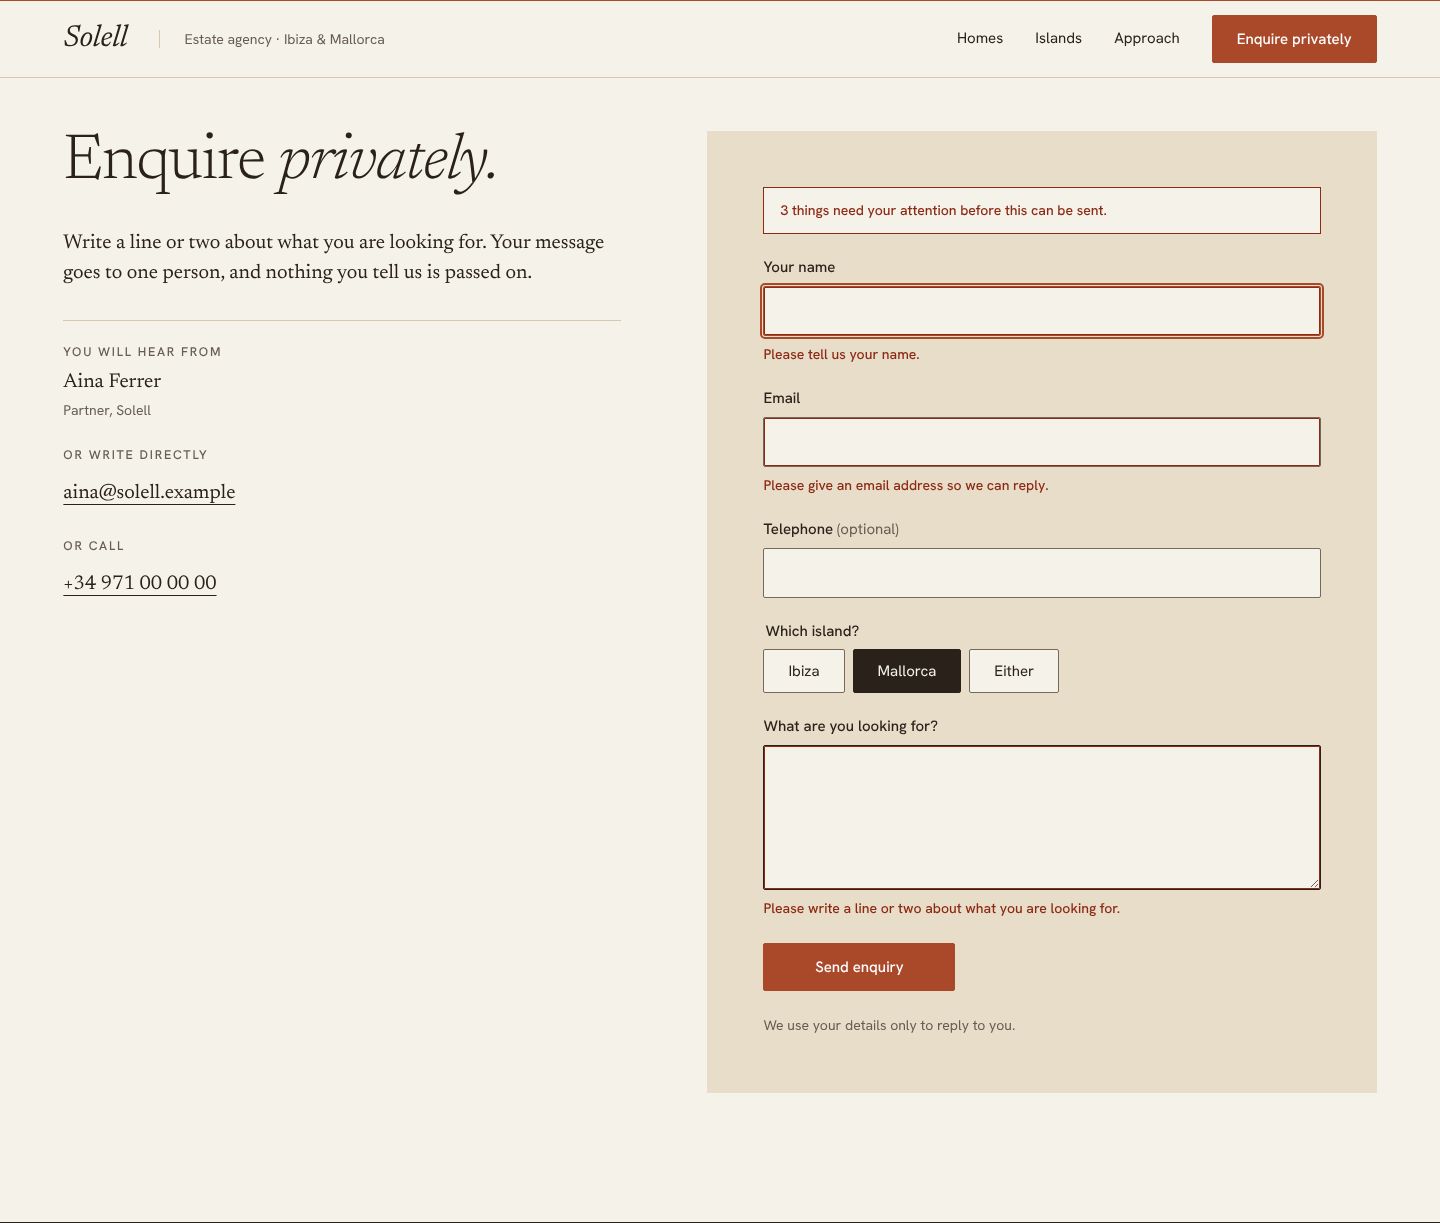 Solell
Estate agency · Ibiza & Mallorca
Homes
Islands
Approach
Enquire privately
Enquire privately.
Write a line or two about what you are looking for. Your message
goes to one person, and nothing you tell us is passed on.
YOU WILL HEAR FROM
Aina Ferrer
Partner, Solell
OR WRITE DIRECTLY
aina@solell.example
OR CALL
+34 971 00 00 00
3 things need your attention before this can be sent.
Your name
Please tell us your name.
Email
Please give an email address so we can reply.
Telephone (optional)
Which island?
Ibiza
Mallorca
Either
What are you looking for?
Please write a line or two about what you are looking for.
Send enquiry
We use your details only to reply to you.